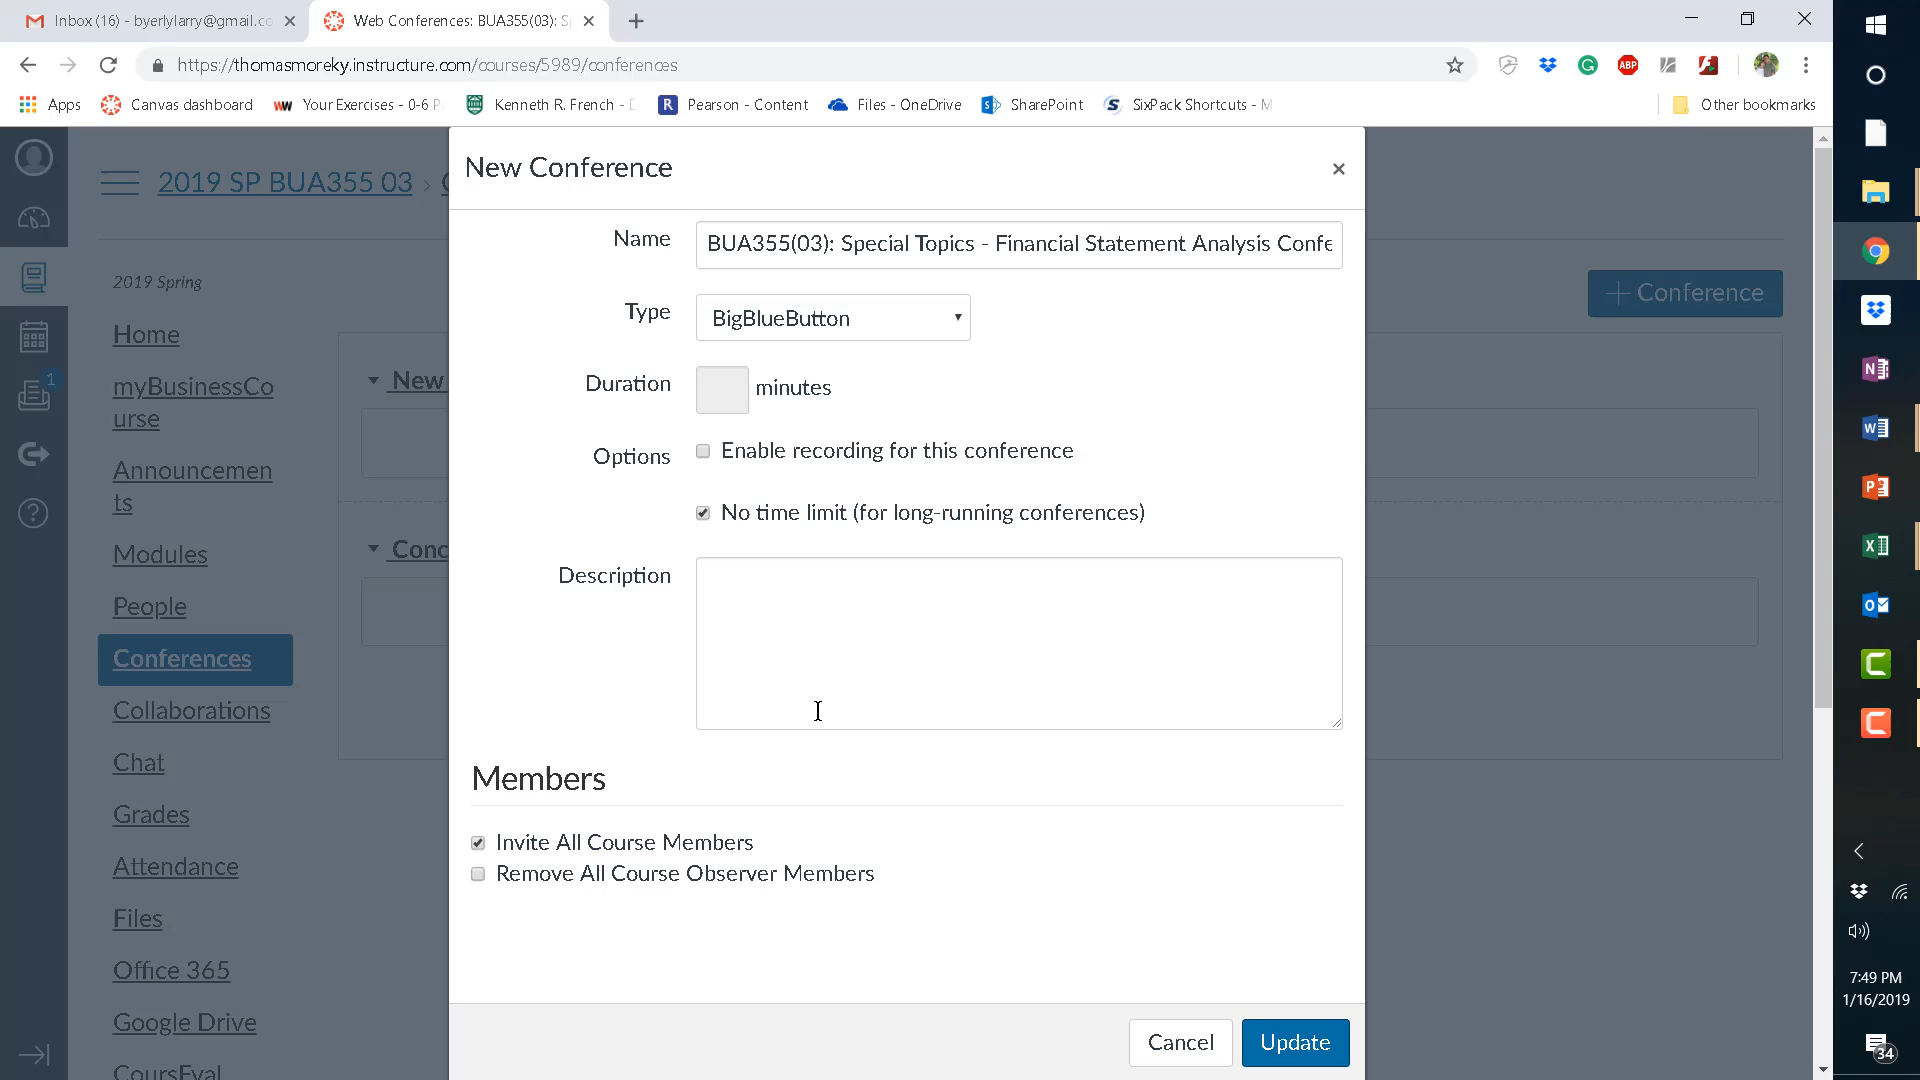 Inbox (16) - byerlylarry@gmail.co
Web Conferences: BUA355(03): S
https://thomasmoreky.instructure.com/courses/5989/conferences
Apps
Canvas dashboard
Your Exercises - 0-6 P
Kenneth R. French -
Pearson - Content
Files - OneDrive
SharePoint
SixPack Shortcuts - M
Other bookmarks
2019 SP BUA355 03 ›
2019 Spring
Home
myBusinessCo
urse
Announcemen
ts
Modules
People
Conferences
Collaborations
Chat
Grades
Attendance
Files
Office 365
Google Drive
CoursEval
1
New
Conc
+ Conference
New Conference
Name
BUA355(03): Special Topics - Financial Statement Analysis Confe
Type
BigBlueButton
Duration
minutes
Options
Enable recording for this conference
No time limit (for long-running conferences)
Description
Members
Invite All Course Members
Remove All Course Observer Members
Cancel
Update
ABP
7:49 PM
1/16/2019
34